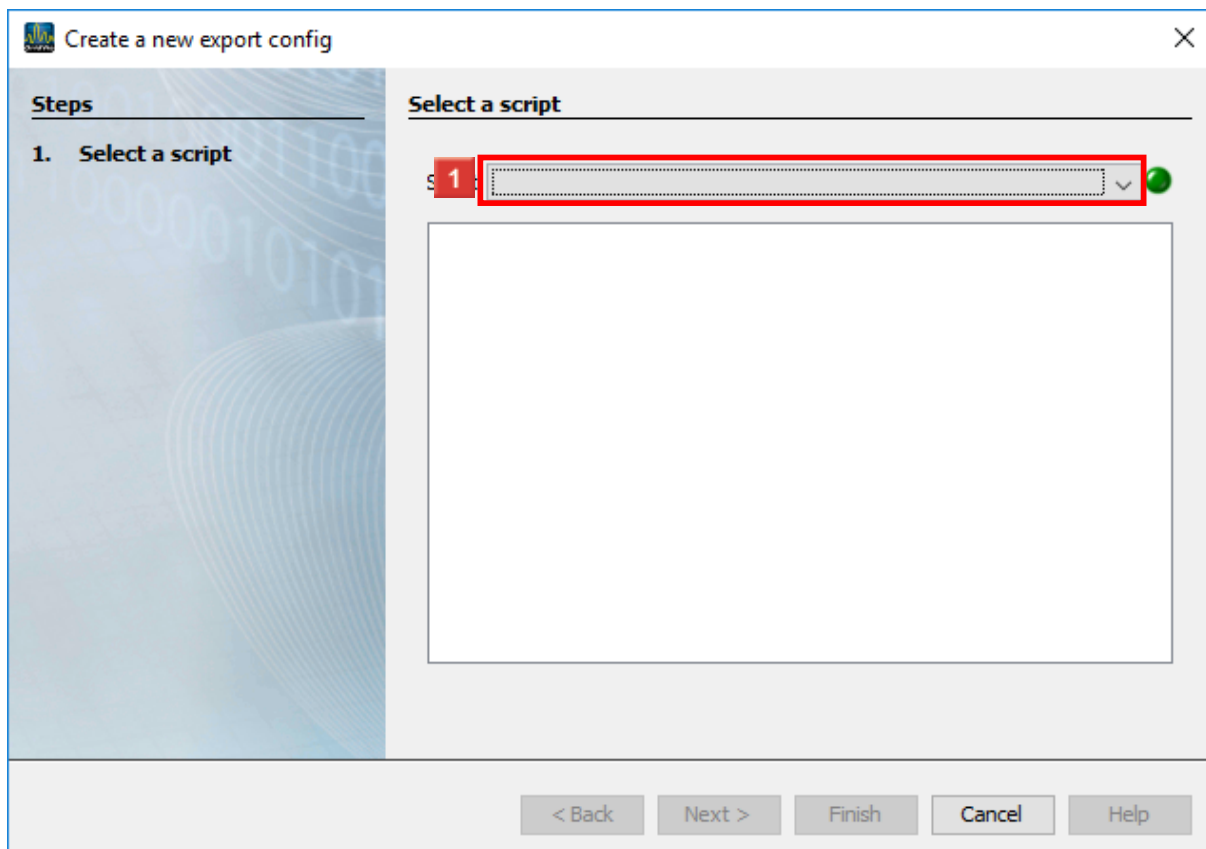 Create a new export config
Steps
Select a script
1. Select a script
1
< Back Next > Finish Cancel Help